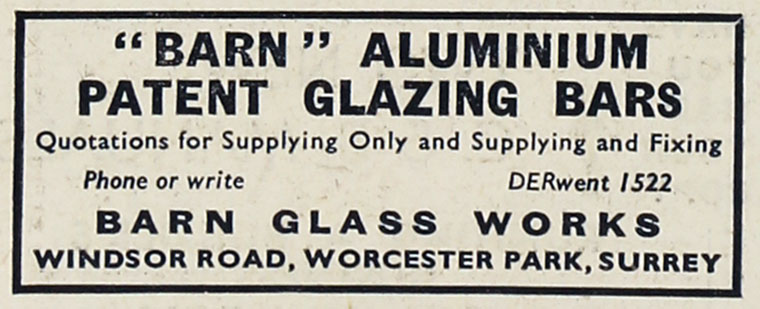 “BARN” ALUMINIUM
PATENT GLAZING BARS
Quotations for Supplying Only and Supplying and Fixing
Phone or write DERwent 1522
BARN GLASS WORKS
WINDSOR ROAD, WORCESTER PARK, SURREY